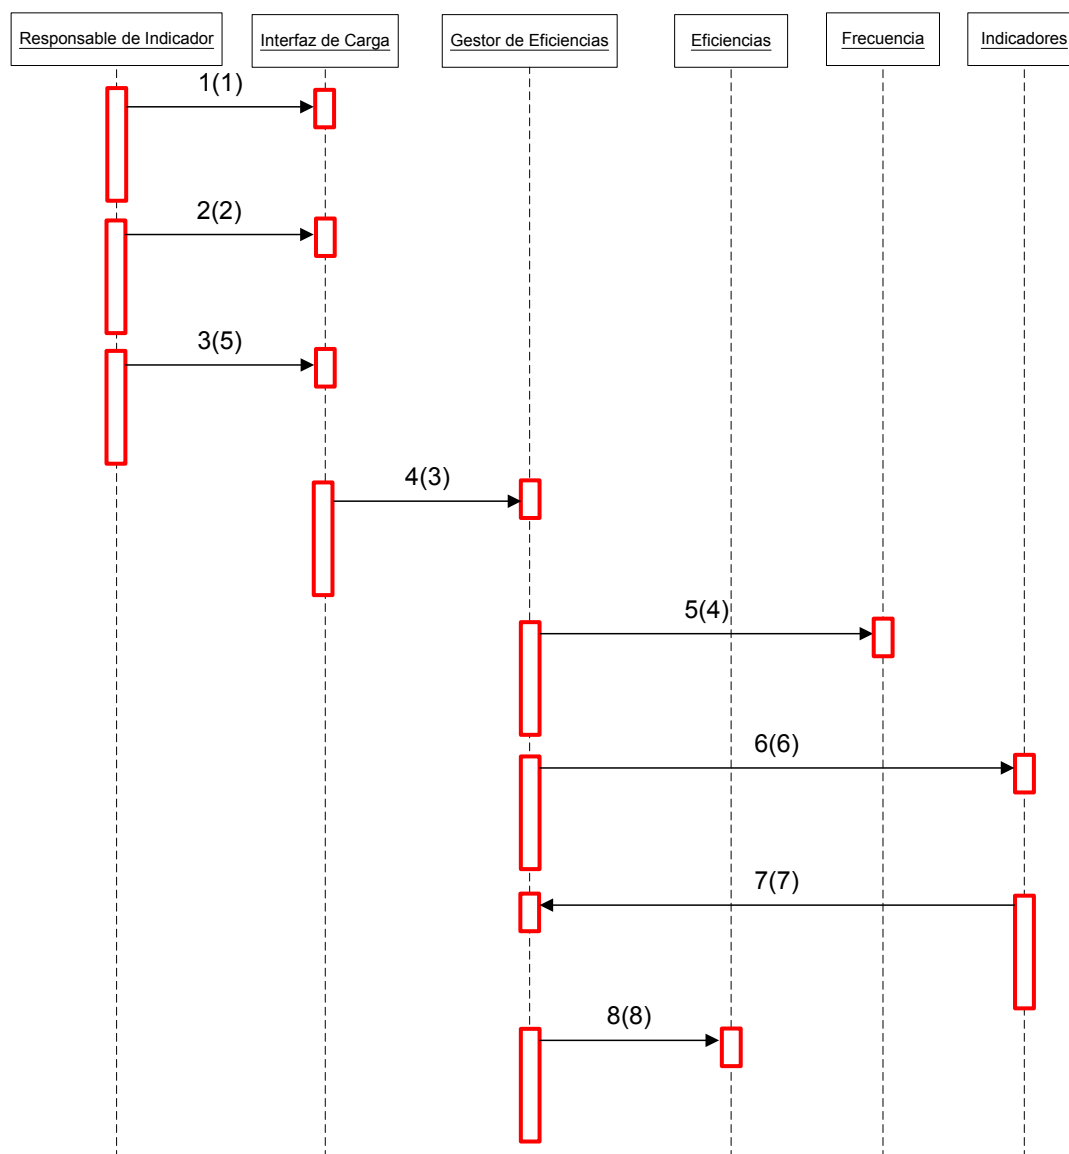 Responsable de Indicador
Interfaz de Carga
Gestor de Eficiencias
Eficiencias
Frecuencia
Indicadores
1(1)
2(2)
3(5)
4(3)
5(4)
6(6)
7(7)
8(8)